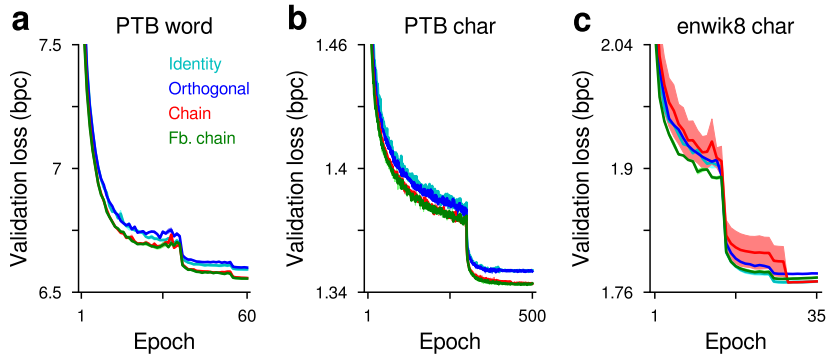 a PTB word
7.5
7
6.5
Validation loss (bpc)
Identity
Orthogonal
Chain
Fb. chain
1 60
Epoch
b PTB char
1.46
1.4
1.34
Validation loss (bpc)
1 500
Epoch
c enwik8 char
2.04
1.9
1.76
Validation loss (bpc)
1 35
Epoch